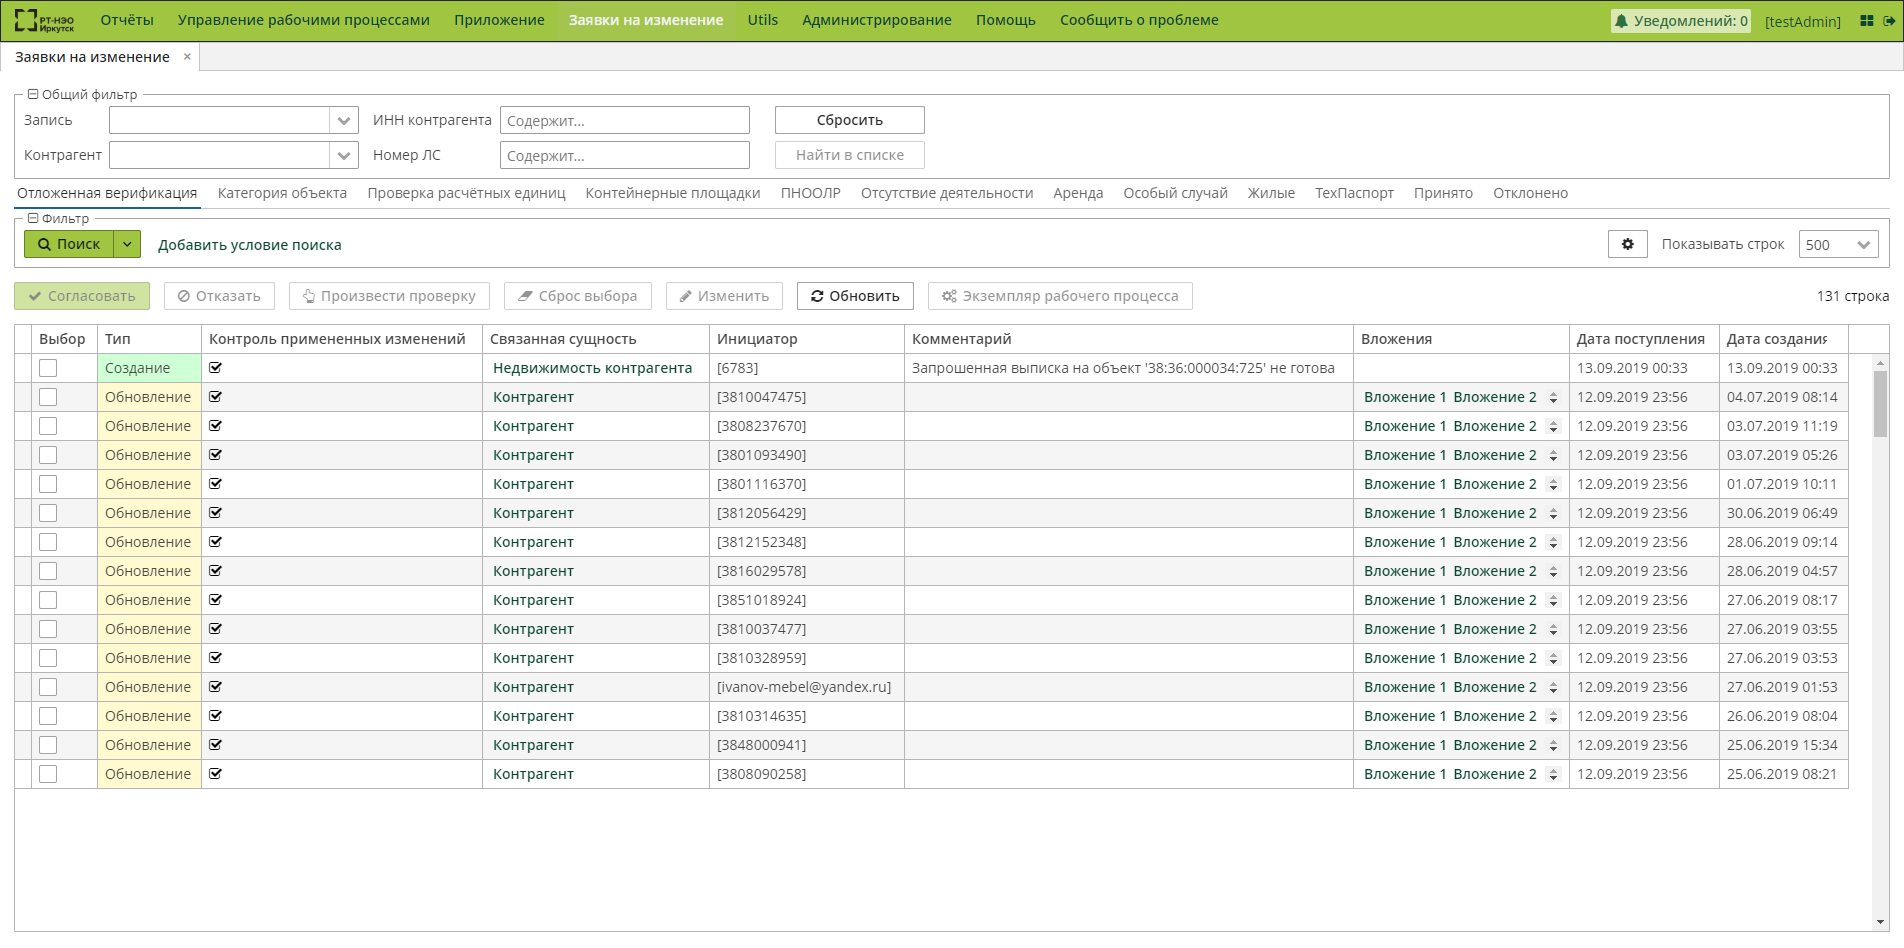 РТ-НЭО Иркутск Отчёты Управление рабочими процессами Приложение Заявки на изменение Utils Администрирование Помощь Сообщить о проблеме Уведомлений: 0 [testAdmin]
Заявки на изменение ×
Общий фильтр
Запись ИНН контрагента Содержит... Сбросить
Контрагент Номер ЛС Содержит... Найти в списке
Отложенная верификация Категория объекта Проверка расчётных единиц Контейнерные площадки ПНООЛР Отсутствие деятельности Аренда Особый случай Жилые ТехПаспорт Принято Отклонено
Фильтр
Поиск Добавить условие поиска Показывать строк 500
Согласовать Отказать Произвести проверку Сброс выбора Изменить Обновить Экземпляр рабочего процесса 131 строка
Выбор Тип Контроль примененных изменений Связанная сущность Инициатор Комментарий Вложения Дата поступления Дата создания
Создание Недвижимость контрагента [6783] Запрошенная выписка на объект '38:36:000034:725' не готова 13.09.2019 00:33 13.09.2019 00:33
Обновление Контрагент [3810047475] Вложение 1 Вложение 2 12.09.2019 23:56 04.07.2019 08:14
Обновление Контрагент [3808237670] Вложение 1 Вложение 2 12.09.2019 23:56 03.07.2019 11:19
Обновление Контрагент [3801093490] Вложение 1 Вложение 2 12.09.2019 23:56 03.07.2019 05:26
Обновление Контрагент [3801116370] Вложение 1 Вложение 2 12.09.2019 23:56 01.07.2019 10:11
Обновление Контрагент [3812056429] Вложение 1 Вложение 2 12.09.2019 23:56 30.06.2019 06:49
Обновление Контрагент [3812152348] Вложение 1 Вложение 2 12.09.2019 23:56 28.06.2019 09:14
Обновление Контрагент [3816029578] Вложение 1 Вложение 2 12.09.2019 23:56 28.06.2019 04:57
Обновление Контрагент [3851018924] Вложение 1 Вложение 2 12.09.2019 23:56 27.06.2019 08:17
Обновление Контрагент [3810037477] Вложение 1 Вложение 2 12.09.2019 23:56 27.06.2019 03:55
Обновление Контрагент [3810328959] Вложение 1 Вложение 2 12.09.2019 23:56 27.06.2019 03:53
Обновление Контрагент [ivanov-mebel@yandex.ru] Вложение 1 Вложение 2 12.09.2019 23:56 27.06.2019 01:53
Обновление Контрагент [3810314635] Вложение 1 Вложение 2 12.09.2019 23:56 26.06.2019 08:04
Обновление Контрагент [3848000941] Вложение 1 Вложение 2 12.09.2019 23:56 25.06.2019 15:34
Обновление Контрагент [3808090258] Вложение 1 Вложение 2 12.09.2019 23:56 25.06.2019 08:21